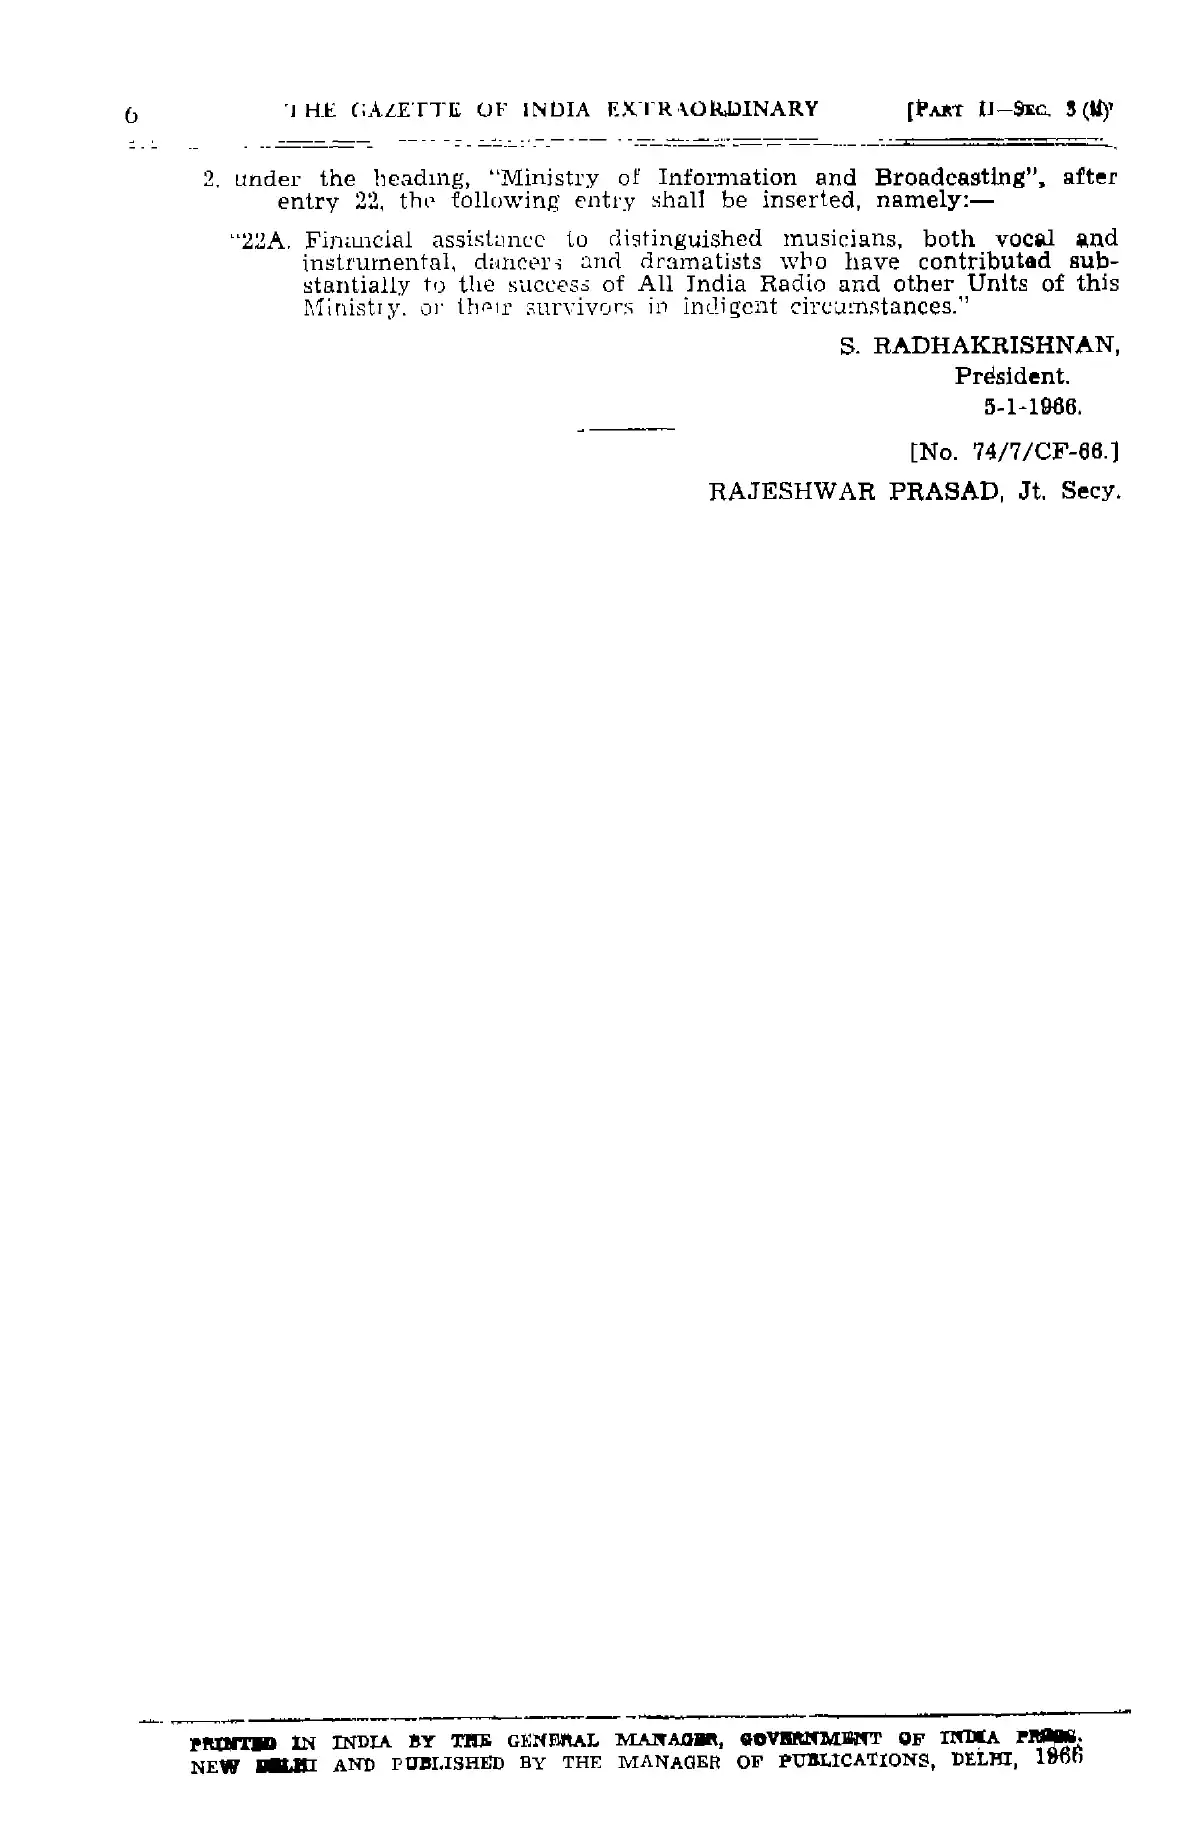 6 THE GAZETTE OF INDIA EXTRAORDINARY [PART II—SEC. 3(ii)]
2. under the heading, "Ministry of Information and Broadcasting", after
entry 22, the following entry shall be inserted, namely:—
"22A. Financial assistance to distinguished musicians, both vocal and
instrumental, dancers and dramatists who have contributed sub-
stantially to the success of All India Radio and other Units of this
Ministry, or their survivors in indigent circumstances."
S. RADHAKRISHNAN,
President.
5-1-1966.
[No. 74/7/CF-66.]
RAJESHWAR PRASAD, Jt. Secy.
PRINTED IN INDIA BY THE GENERAL MANAGER, GOVERNMENT OF INDIA PRESS,
NEW DELHI AND PUBLISHED BY THE MANAGER OF PUBLICATIONS, DELHI, 1966